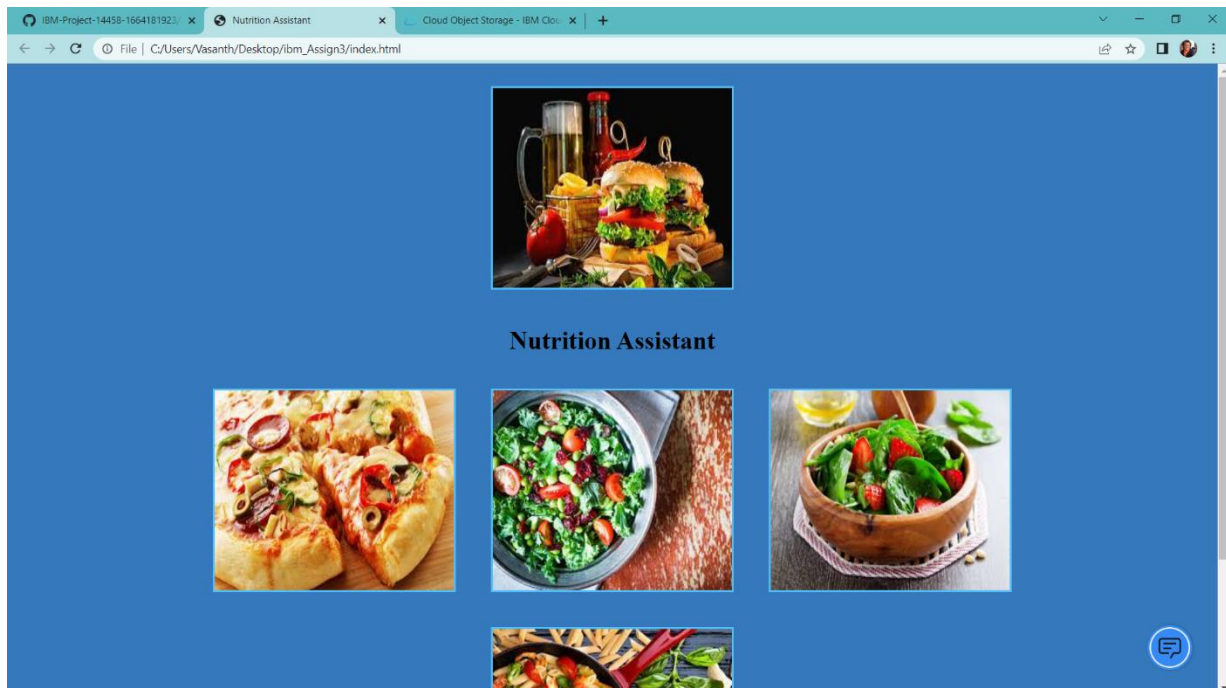 IBM-Project-14458-1664181923/
Nutrition Assistant
Cloud Object Storage - IBM Clou
File | C:/Users/Vasanth/Desktop/ibm_Assign3/index.html
Nutrition Assistant